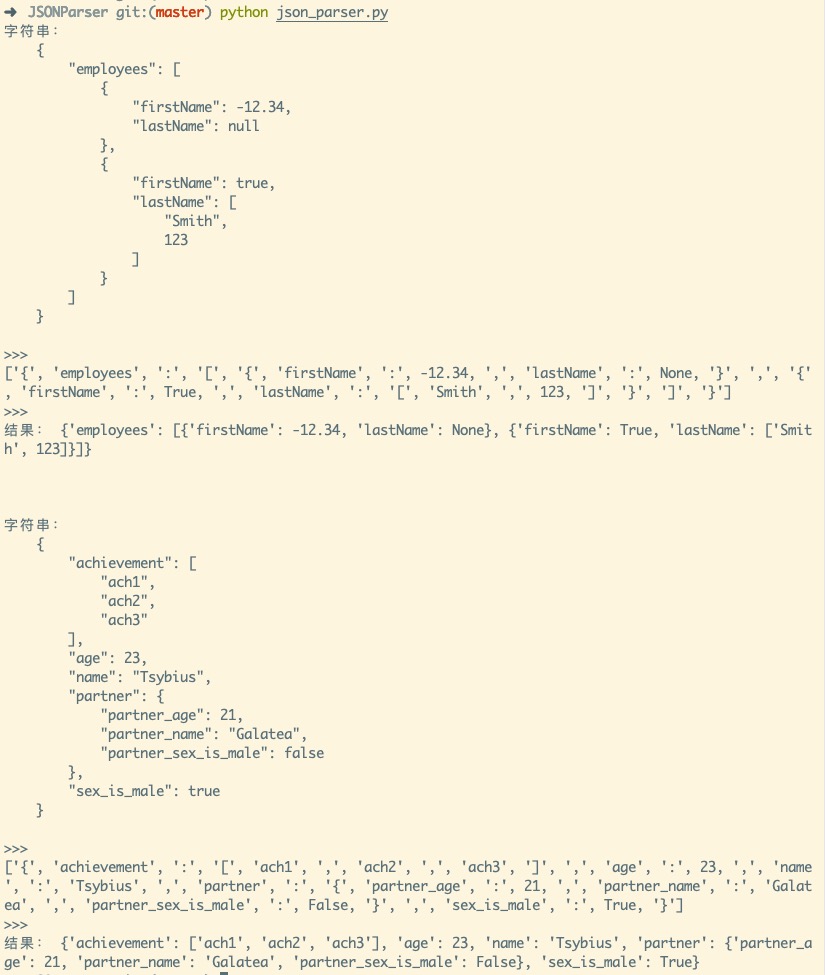 ➜  JSONParser git:(master) python json_parser.py
字符串:
    {
        "employees": [
            {
                "firstName": -12.34,
                "lastName": null
            },
            {
                "firstName": true,
                "lastName": [
                    "Smith",
                    123
                ]
            }
        ]
    }
>>>
['{', 'employees', ':', '[', '{', 'firstName', ':', -12.34, ',', 'lastName', ':', None, '}', ',', '{'
, 'firstName', ':', True, ',', 'lastName', ':', '[', 'Smith', ',', 123, ']', '}', ']', '}']
>>>
结果:  {'employees': [{'firstName': -12.34, 'lastName': None}, {'firstName': True, 'lastName': ['Smit
h', 123]}]}
字符串:
    {
        "achievement": [
            "ach1",
            "ach2",
            "ach3"
        ],
        "age": 23,
        "name": "Tsybius",
        "partner": {
            "partner_age": 21,
            "partner_name": "Galatea",
            "partner_sex_is_male": false
        },
        "sex_is_male": true
    }
>>>
['{', 'achievement', ':', '[', 'ach1', ',', 'ach2', ',', 'ach3', ']', ',', 'age', ':', 23, ',', 'name
', ':', 'Tsybius', ',', 'partner', ':', '{', 'partner_age', ':', 21, ',', 'partner_name', ':', 'Galat
ea', ',', 'partner_sex_is_male', ':', False, '}', ',', 'sex_is_male', ':', True, '}']
>>>
结果:  {'achievement': ['ach1', 'ach2', 'ach3'], 'age': 23, 'name': 'Tsybius', 'partner': {'partner_a
ge': 21, 'partner_name': 'Galatea', 'partner_sex_is_male': False}, 'sex_is_male': True}